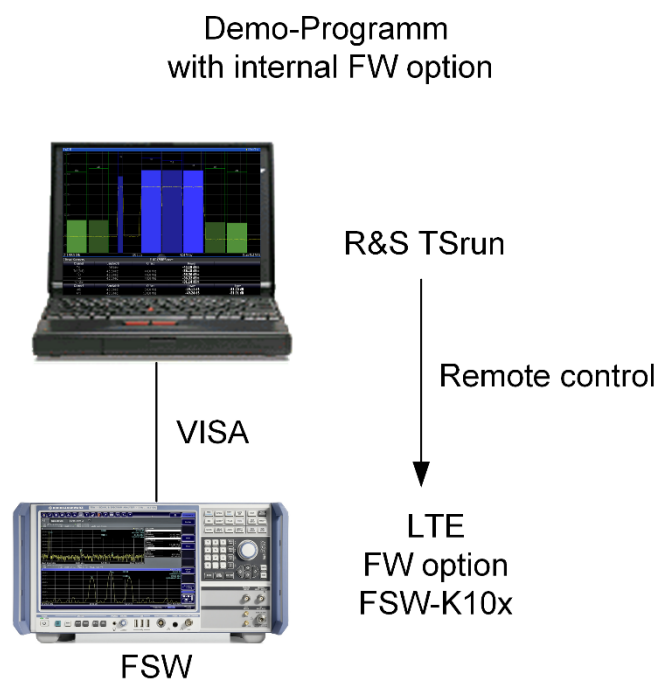 Demo-Programm
with internal FW option
R&S TSrun
Remote control
VISA
LTE
FW option
FSW-K10x
FSW